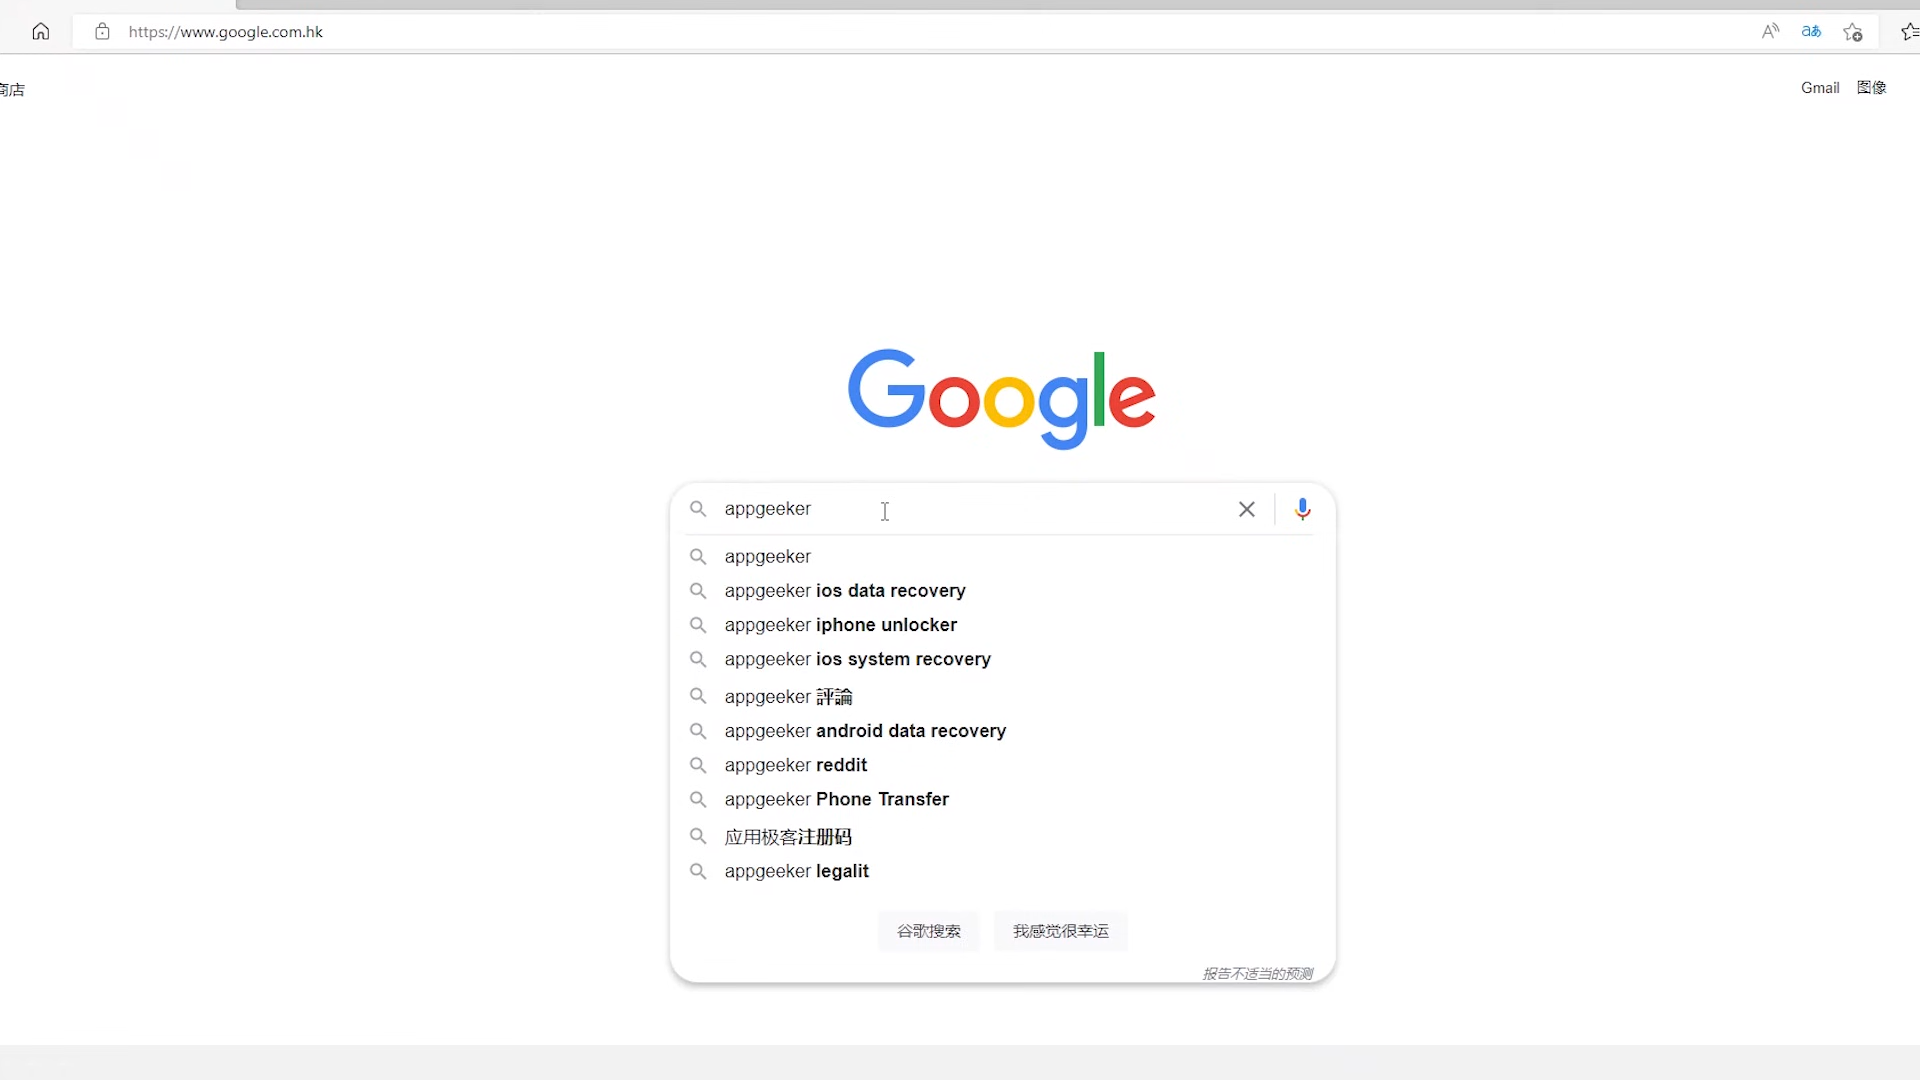 https://www.google.com.hk
aあ
商店
Gmail 图像
Google
appgeeker
appgeeker
appgeeker ios data recovery
appgeeker iphone unlocker
appgeeker ios system recovery
appgeeker 評論
appgeeker android data recovery
appgeeker reddit
appgeeker Phone Transfer
应用极客注册码
appgeeker legalit
谷歌搜索 我感觉很幸运
报告不适当的预测